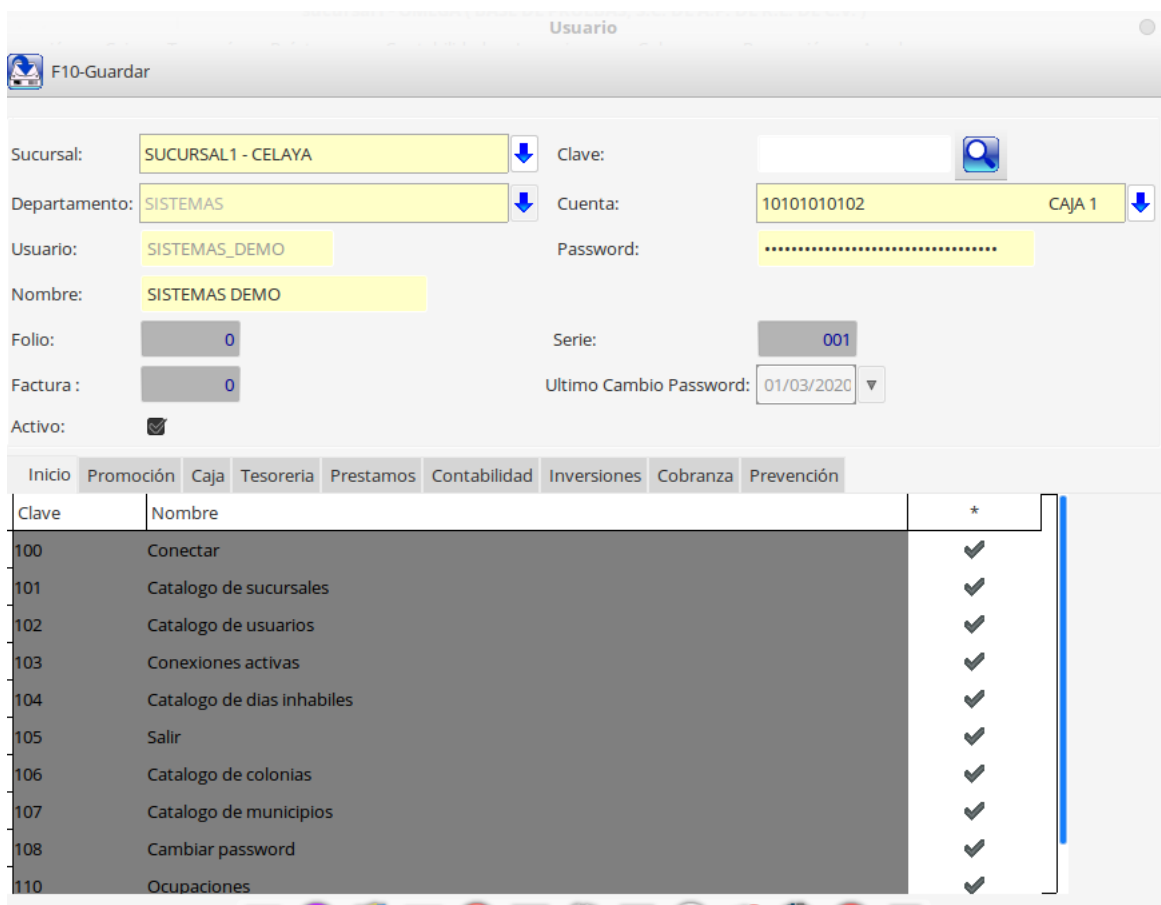 Usuario
F10-Guardar
Sucursal: SUCURSAL1 - CELAYA Clave:
Departamento: SISTEMAS Cuenta: 10101010102 CAJA 1
Usuario: SISTEMAS_DEMO Password: •••••••••••••••••••••••••••••••••••
Nombre: SISTEMAS DEMO
Folio: 0 Serie: 001
Factura : 0 Ultimo Cambio Password: 01/03/2020
Activo:
Inicio Promoción Caja Tesoreria Prestamos Contabilidad Inversiones Cobranza Prevención
Clave Nombre *
100 Conectar
101 Catalogo de sucursales
102 Catalogo de usuarios
103 Conexiones activas
104 Catalogo de dias inhabiles
105 Salir
106 Catalogo de colonias
107 Catalogo de municipios
108 Cambiar password
110 Ocupaciones